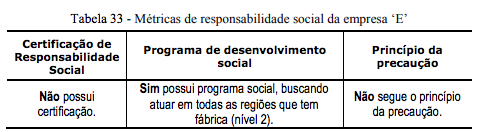 Tabela 33 - Métricas de responsabilidade social da empresa ‘E’
Certificação de
Responsabilidade
Social
Programa de desenvolvimento
social
Princípio da
precaução
Não possui
certificação.
Sim possui programa social, buscando
atuar em todas as regiões que tem
fábrica (nível 2).
Não segue o princípio
da precaução.